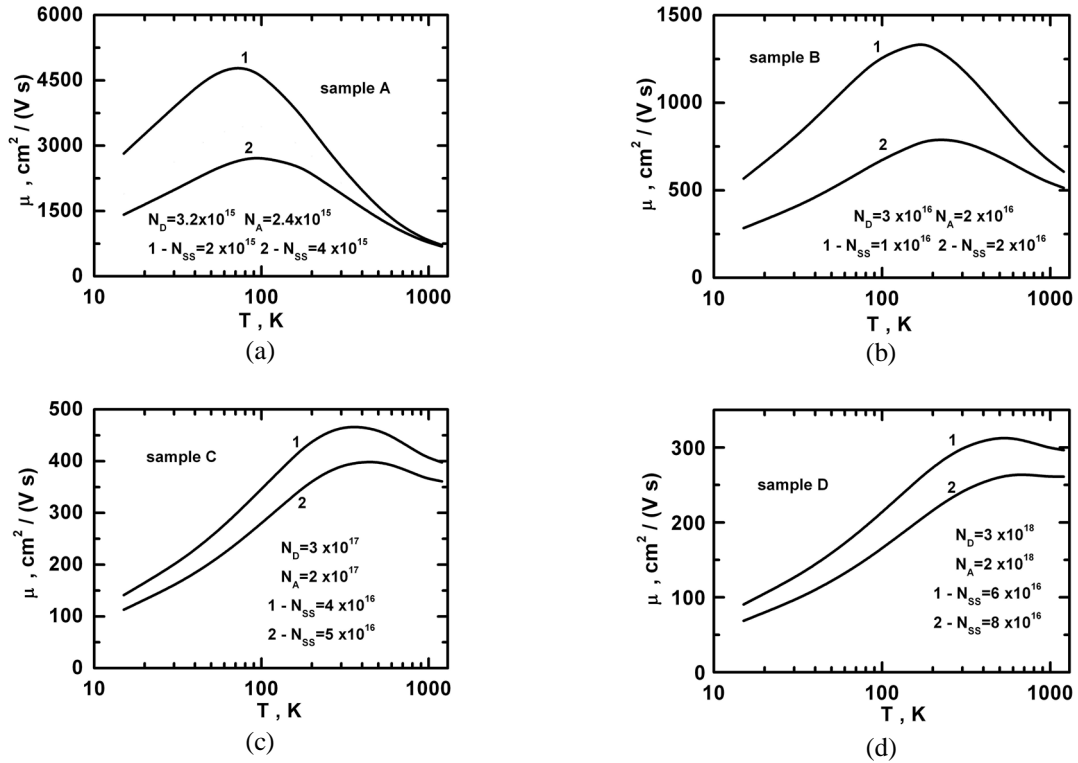 6000
4500
3000
1500
0
μ , cm² / (V s)
1
sample A
2
N_D=3.2x10^15 N_A=2.4x10^15
1 - N_SS=2 x10^15 2 - N_SS=4 x10^15
10 100 1000
T , K
(a)
1500
1250
1000
750
500
250
0
μ , cm² / (V s)
1
sample B
2
N_D=3 x10^16 N_A=2 x10^16
1 - N_SS=1 x10^16 2 - N_SS=2 x10^16
10 100 1000
T , K
(b)
500
400
300
200
100
0
μ , cm² / (V s)
sample C
1
2
N_D=3 x10^17
N_A=2 x10^17
1 - N_SS=4 x10^16
2 - N_SS=5 x10^16
10 100 1000
T , K
(c)
300
200
100
0
μ , cm² / (V s)
1
sample D
2
N_D=3 x10^18
N_A=2 x10^18
1 - N_SS=6 x10^16
2 - N_SS=8 x10^16
10 100 1000
T , K
(d)